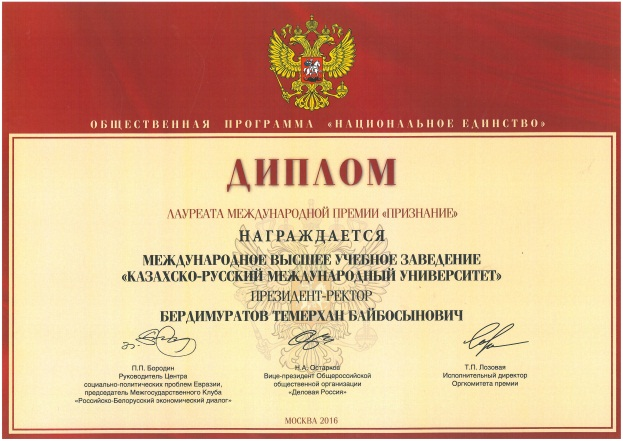 ОБЩЕСТВЕННАЯ ПРОГРАММА «НАЦИОНАЛЬНОЕ ЕДИНСТВО»
ДИПЛОМ
ЛАУРЕАТА МЕЖДУНАРОДНОЙ ПРЕМИИ «ПРИЗНАНИЕ»
НАГРАЖДАЕТСЯ
МЕЖДУНАРОДНОЕ ВЫСШЕЕ УЧЕБНОЕ ЗАВЕДЕНИЕ
«КАЗАХСКО-РУССКИЙ МЕЖДУНАРОДНЫЙ УНИВЕРСИТЕТ»
ПРЕЗИДЕНТ-РЕКТОР
БЕРДИМУРАТОВ ТЕМЕРХАН БАЙБОСЫНОВИЧ
П.П. Бородин
Руководитель Центра
социально-политических проблем Евразии,
председатель Межгосударственного Клуба
«Российско-Белорусский экономический диалог»
Н.А. Остарков
Вице-президент Общероссийской
общественной организации
«Деловая Россия»
Т.П. Лозовая
Исполнительный директор
Оргкомитета премии
МОСКВА 2016